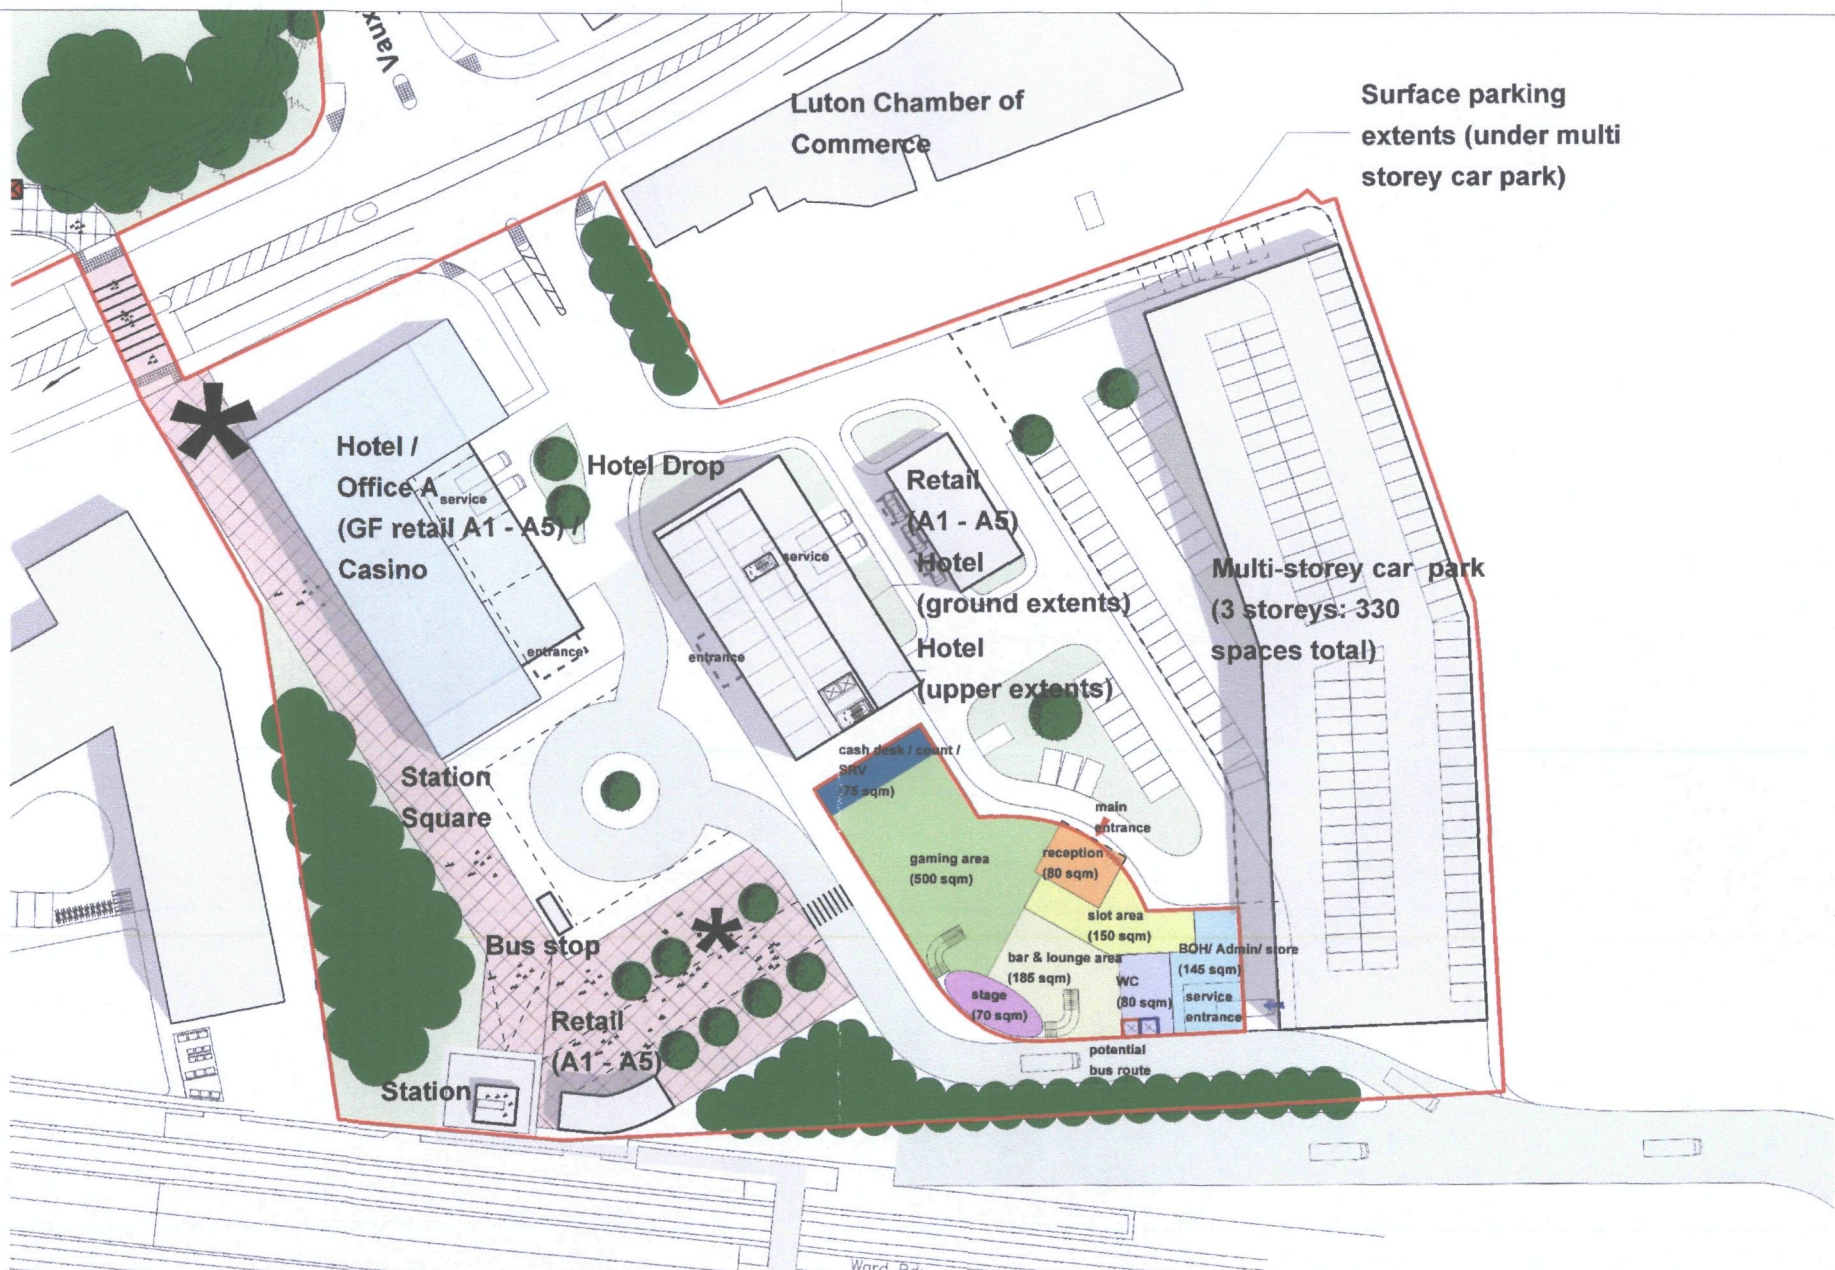 Vaux
Luton Chamber of
Commerce
Surface parking
extents (under multi
storey car park)
Hotel /
Office A
service
(GF retail A1 - A5) /
Casino
Hotel Drop
service
Retail
(A1 - A5)
Hotel
(ground extents)
Hotel
(upper extents)
Multi-storey car park
(3 storeys: 330
spaces total)
entrance
entrance
Station
Square
cash desk / count /
SRV
(75 sqm)
main
entrance
gaming area
(500 sqm)
reception
(80 sqm)
slot area
(150 sqm)
Bus stop
bar & lounge area
(185 sqm)
BOH/ Admin/ store
(145 sqm)
WC
(80 sqm)
stage
(70 sqm)
service
entrance
Retail
(A1 - A5)
potential
bus route
Station